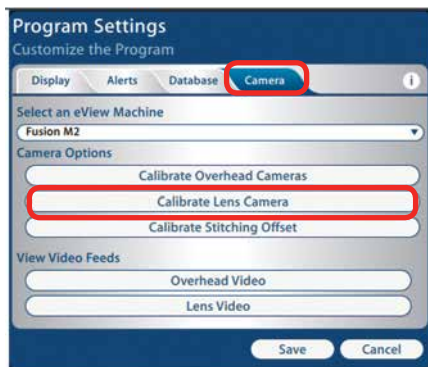 Program Settings
Customize the Program
Display Alerts Database Camera i
Select an eView Machine
Fusion M2
Camera Options
Calibrate Overhead Cameras
Calibrate Lens Camera
Calibrate Stitching Offset
View Video Feeds
Overhead Video
Lens Video
Save Cancel